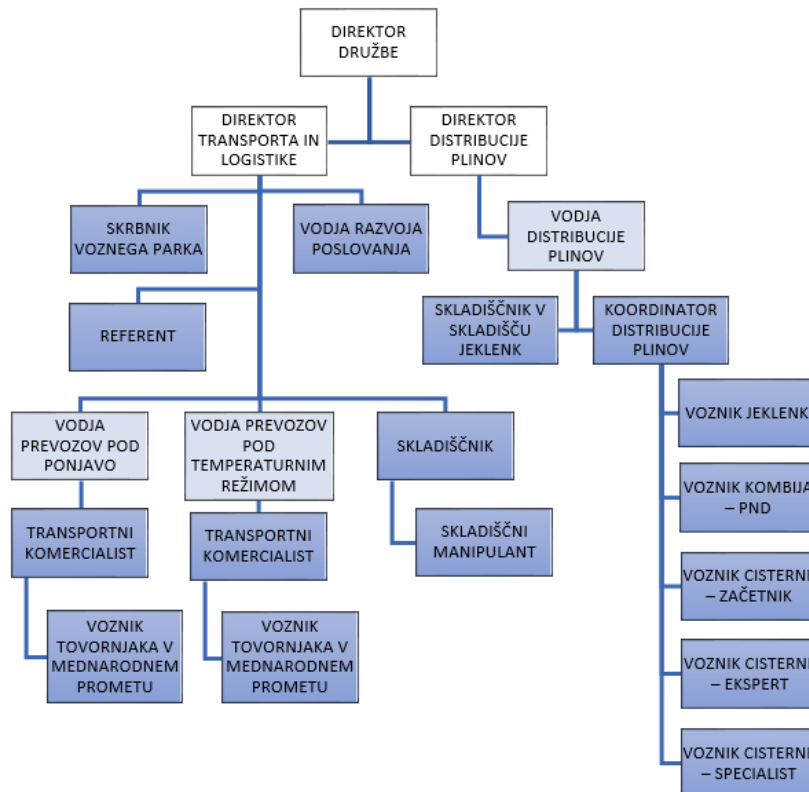 DIREKTOR
DRUŽBE
DIREKTOR
TRANSPORTA IN
LOGISTIKE
DIREKTOR
DISTRIBUCIJE
PLINOV
SKRBNIK
VOZNEGA PARKA
VODJA RAZVOJA
POSLOVANJA
VODJA
DISTRIBUCIJE
PLINOV
REFERENT
SKLADIŠČNIK V
SKLADIŠČU
JEKLENK
KOORDINATOR
DISTRIBUCIJE
PLINOV
VODJA
PREVOZOV POD
PONJAVO
VODJA PREVOZOV
POD
TEMPERATURNIM
REŽIMOM
SKLADIŠČNIK
TRANSPORTNI
KOMERCIALIST
TRANSPORTNI
KOMERCIALIST
SKLADIŠČNI
MANIPULANT
VOZNIK
TOVORNJAKA V
MEDNARODNEM
PROMETU
VOZNIK
TOVORNJAKA V
MEDNARODNEM
PROMETU
VOZNIK JEKLENK
VOZNIK KOMBIJA
– PND
VOZNIK CISTERNE
– ZAČETNIK
VOZNIK CISTERNE
– EKSPERT
VOZNIK CISTERNE
– SPECIALIST